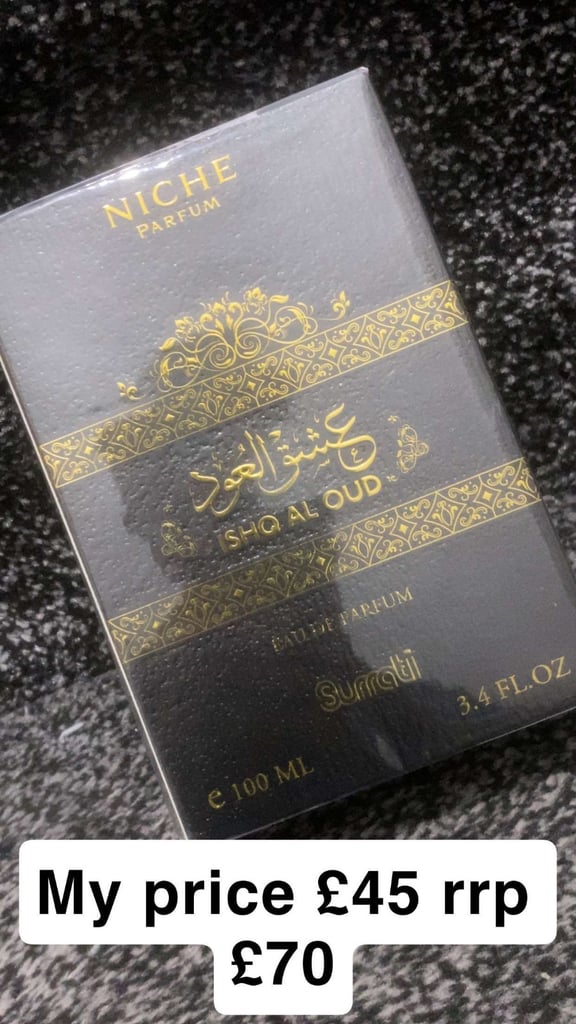 NICHE
PARFUM
عشق العود
ISHQ AL OUD
EAU DE PARFUM
Surrati
3.4 FL.OZ
e 100 ML
My price £45 rrp
£70